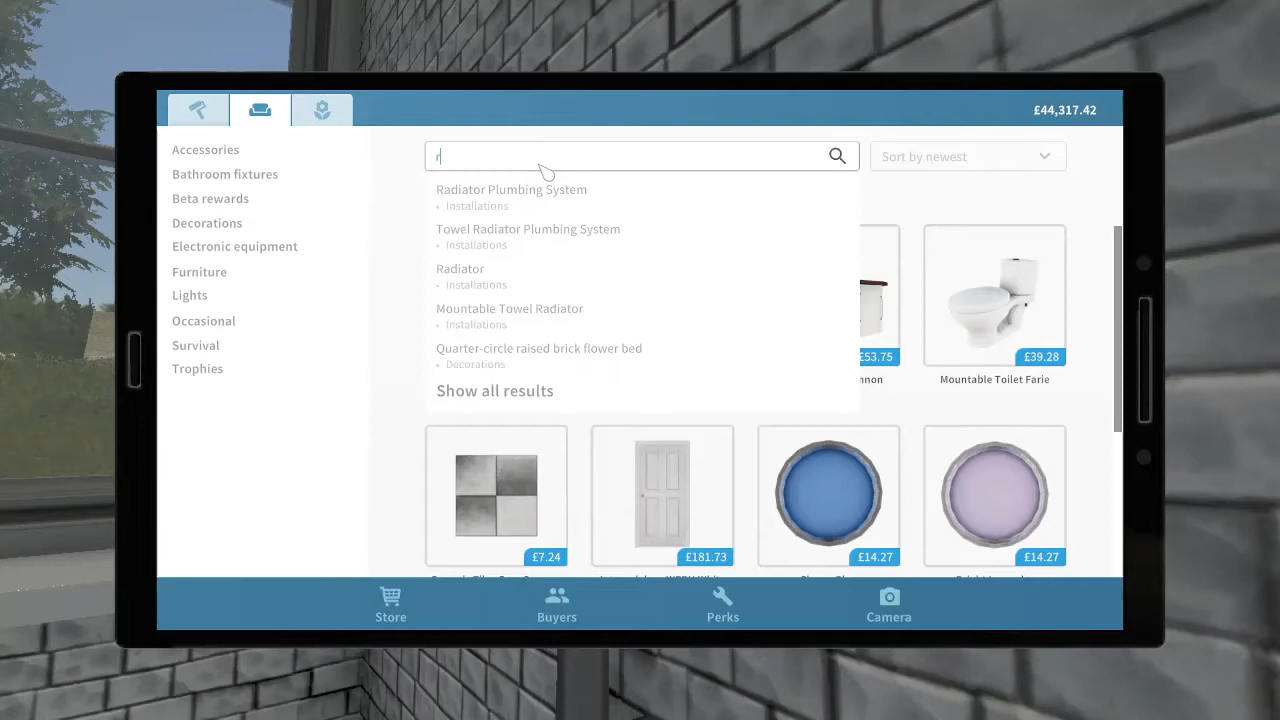 £44,317.42
Accessories
Bathroom fixtures
Beta rewards
Decorations
Electronic equipment
Furniture
Lights
Occasional
Survival
Trophies
r
Sort by newest
Radiator Plumbing System
• Installations
Towel Radiator Plumbing System
• Installations
Radiator
• Installations
Mountable Towel Radiator
• Installations
Quarter-circle raised brick flower bed
• Decorations
Show all results
£53.75
£39.28
Mountable Toilet Farie
£7.24
£181.73
£14.27
£14.27
Store
Buyers
Perks
Camera